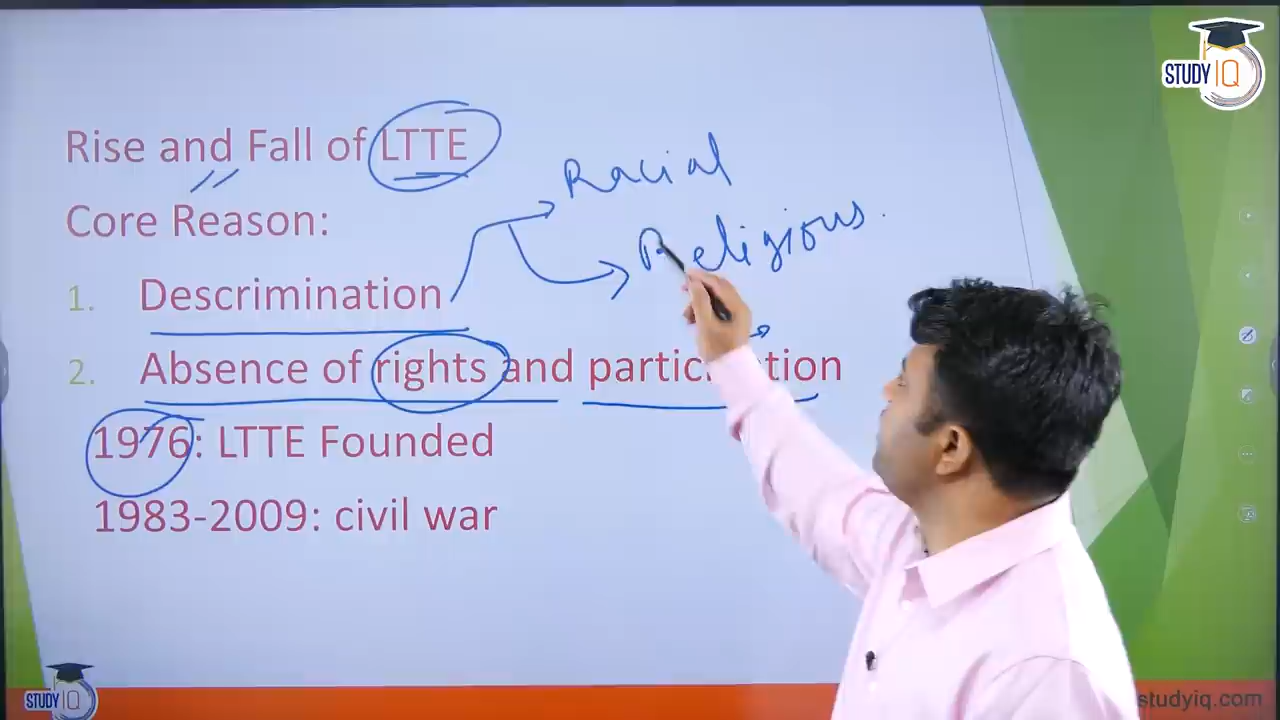 STUDY IQ
Rise and Fall of LTTE
Racial
Core Reason:
Religious.
1. Descrimination
2. Absence of rights and participation
1976: LTTE Founded
1983-2009: civil war
STUDY IQ
studyiq.com